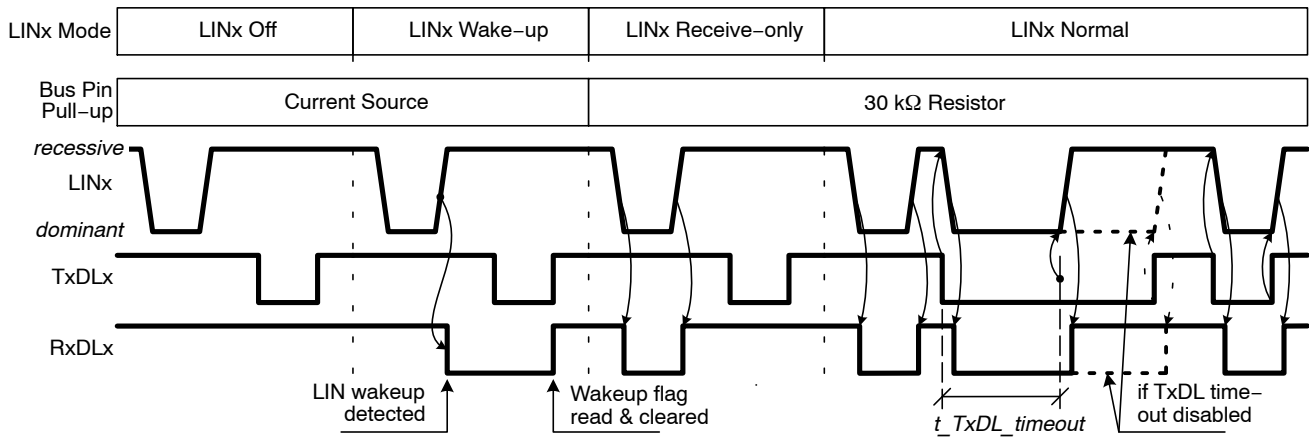 LINx Mode
LINx Off
LINx Wake−up
LINx Receive−only
LINx Normal
Bus Pin
Pull−up
Current Source
30 kΩ Resistor
recessive
LINx
dominant
TxDLx
RxDLx
LIN wakeup
detected
Wakeup flag
read & cleared
t_TxDL_timeout
if TxDL time−
out disabled